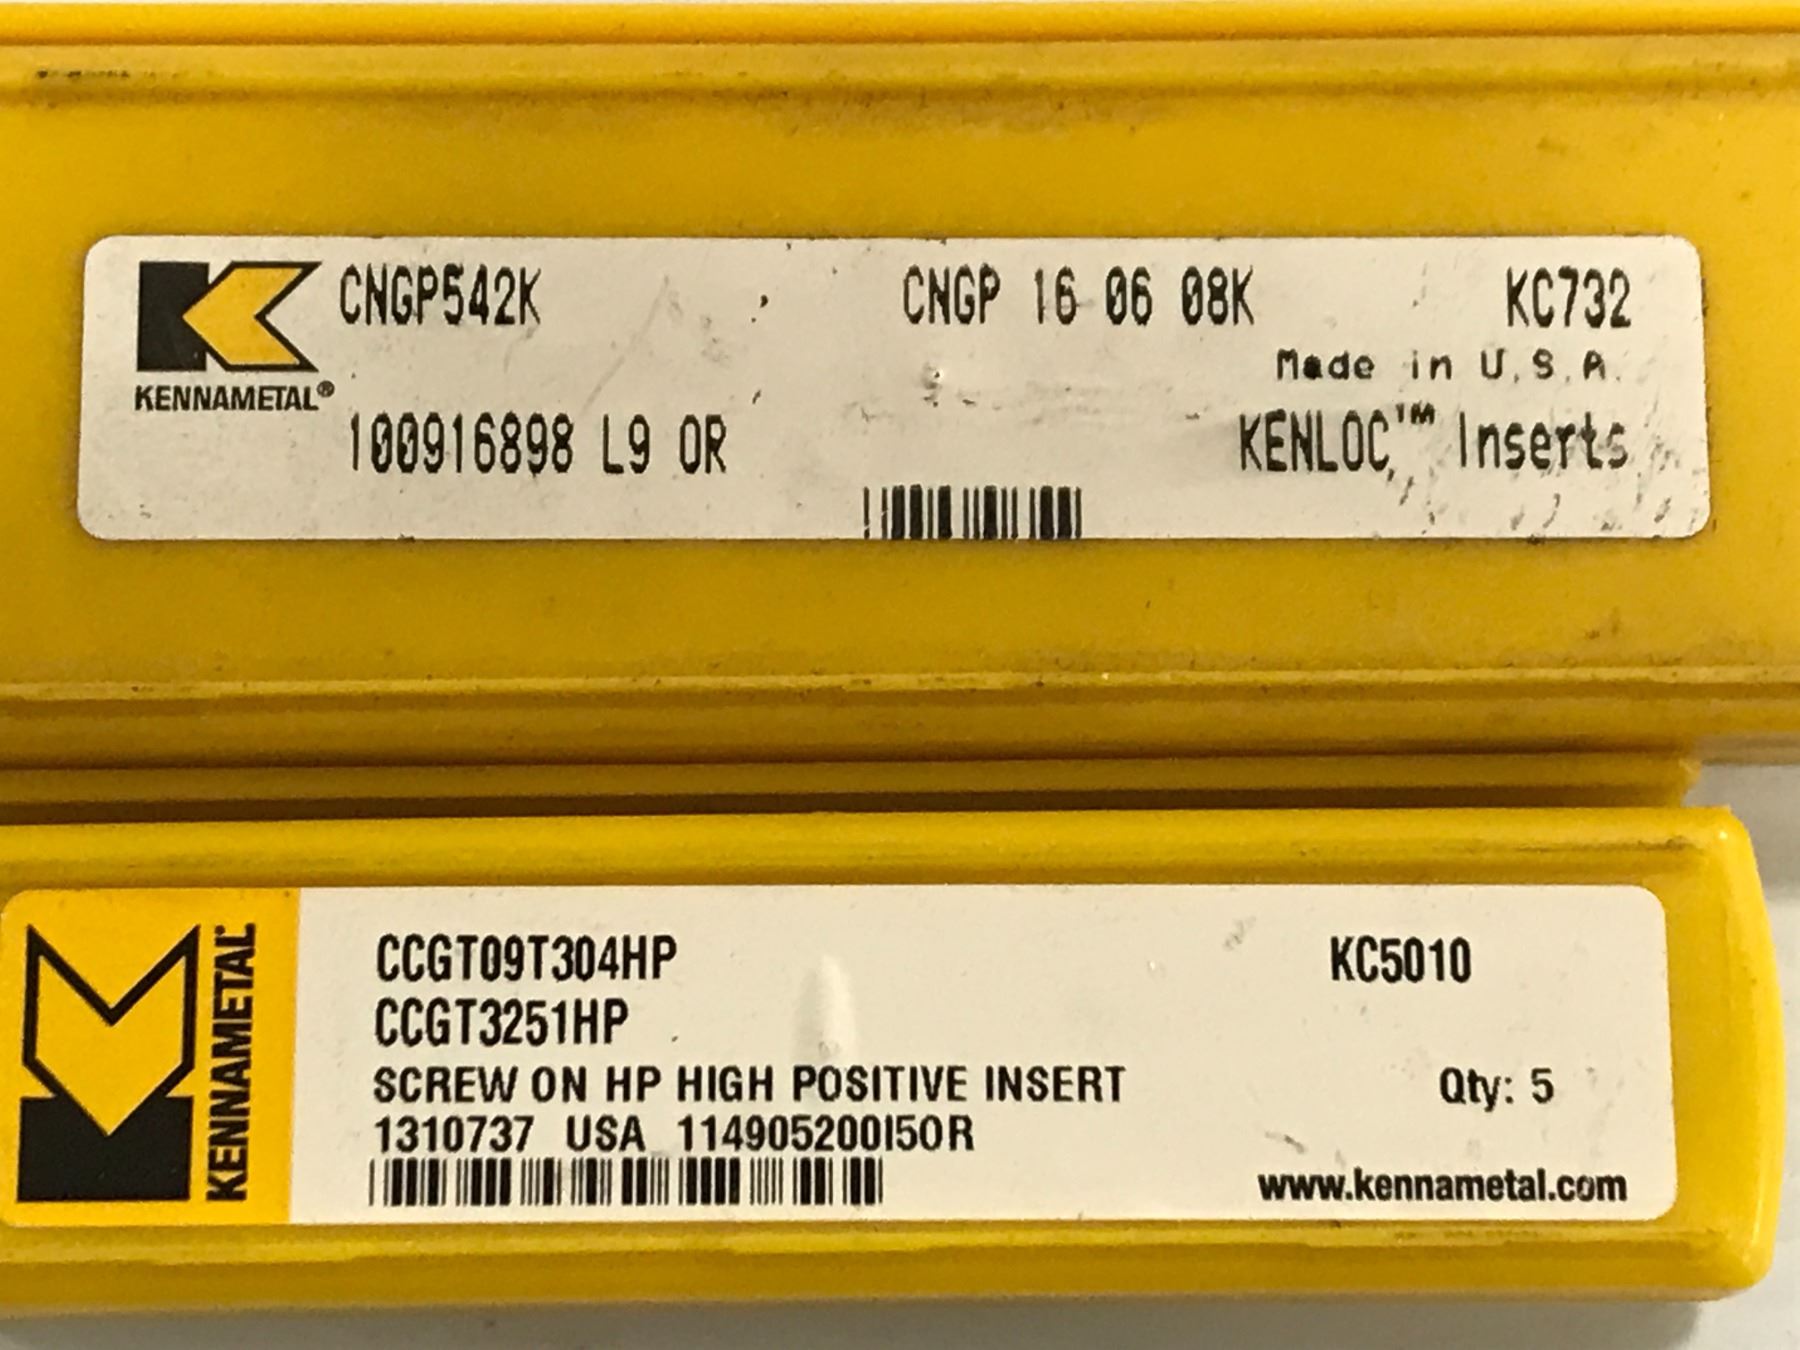 CNGP542K CNGP 16 06 08K KC732
Made in U.S.A.
KENNAMETAL®
100916898 L9 OR KENLOC™ Inserts
KENNAMETAL
CCGT09T304HP KC5010
CCGT3251HP
SCREW ON HP HIGH POSITIVE INSERT Qty: 5
1310737 USA 114905200I5OR
www.kennametal.com